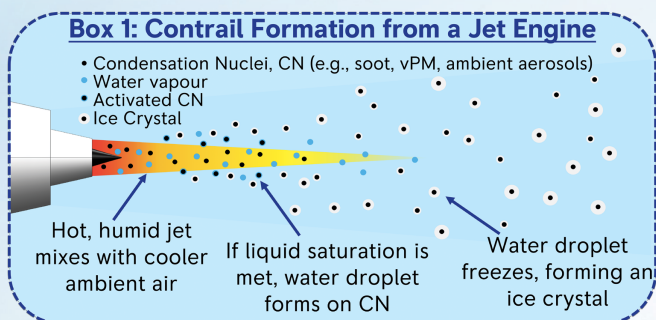 Box 1: Contrail Formation from a Jet Engine
Condensation Nuclei, CN (e.g., soot, vPM, ambient aerosols)
Water vapour
Activated CN
Ice Crystal
Hot, humid jet
mixes with cooler
ambient air
If liquid saturation is
met, water droplet
forms on CN
Water droplet
freezes, forming an
ice crystal